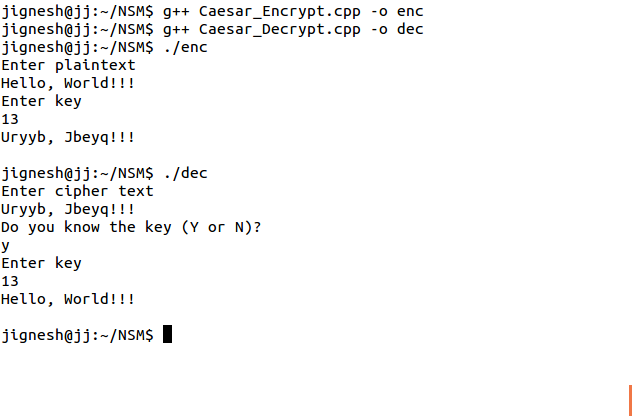 jignesh@jj:~/NSM$ g++ Caesar_Encrypt.cpp -o enc
jignesh@jj:~/NSM$ g++ Caesar_Decrypt.cpp -o dec
jignesh@jj:~/NSM$ ./enc
Enter plaintext
Hello, World!!!
Enter key
13
Uryyb, Jbeyq!!!
jignesh@jj:~/NSM$ ./dec
Enter cipher text
Uryyb, Jbeyq!!!
Do you know the key (Y or N)?
y
Enter key
13
Hello, World!!!
jignesh@jj:~/NSM$